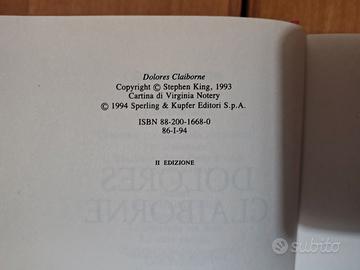 Dolores Claiborne
Copyright © Stephen King, 1993
Cartina di Virginia Notery
© 1994 Sperling & Kupfer Editori S.p.A.
ISBN 88-200-1668-0
86-I-94
II EDIZIONE
DOLORES
CLAIBORNE
subito